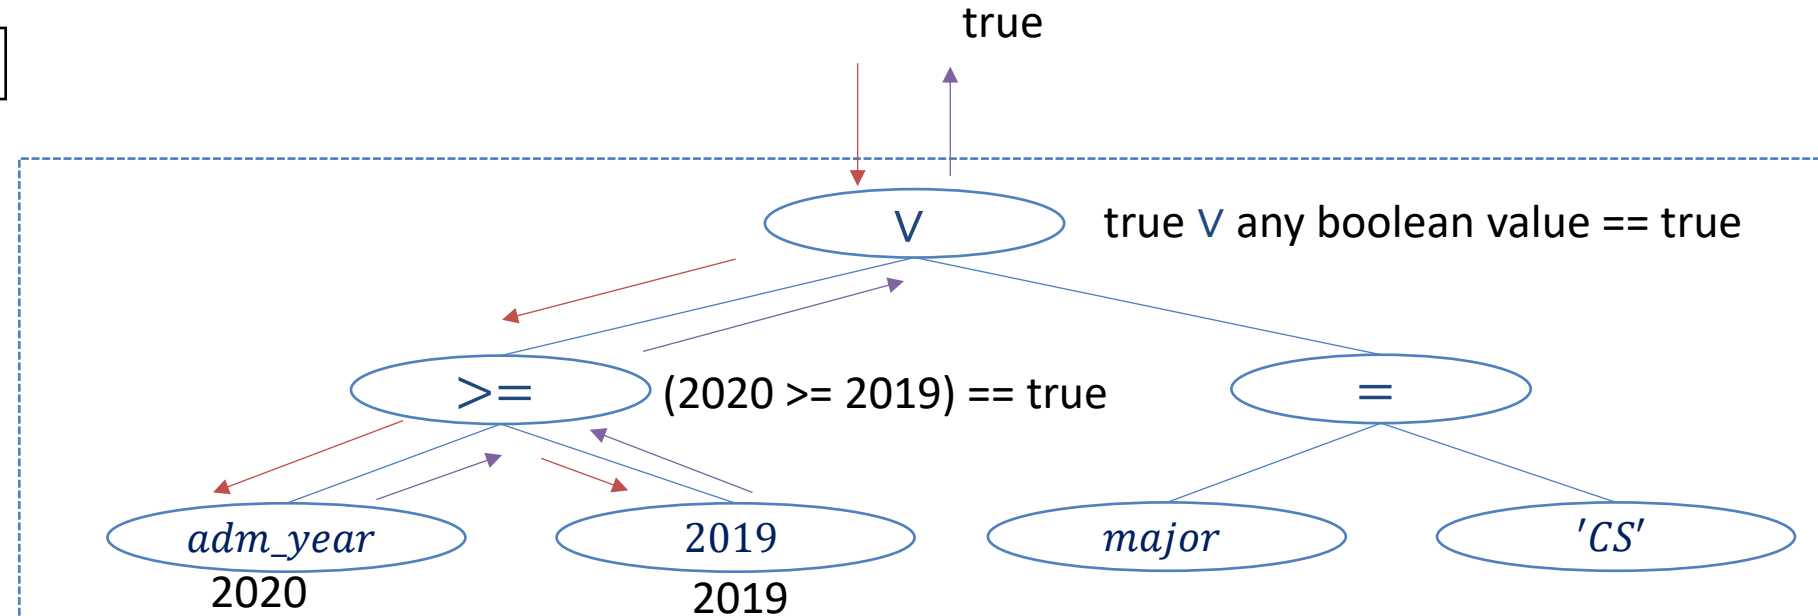 true
∨
true ∨ any boolean value == true
>=
(2020 >= 2019) == true
=
adm_year
2019
major
'CS'
2020
2019